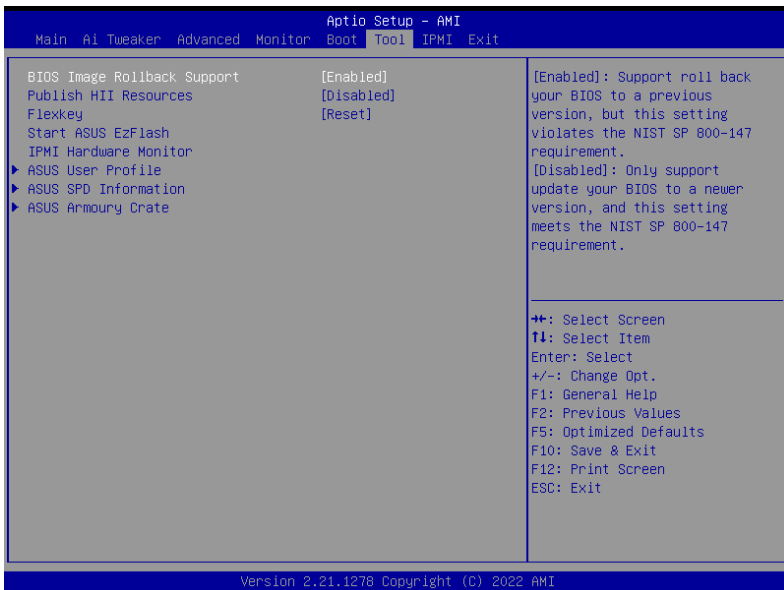 Aptio Setup - AMI
Main Ai Tweaker Advanced Monitor Boot Tool IPMI Exit
BIOS Image Rollback Support [Enabled]
Publish HII Resources [Disabled]
Flexkey [Reset]
Start ASUS EzFlash
IPMI Hardware Monitor
ASUS User Profile
ASUS SPD Information
ASUS Armoury Crate
[Enabled]: Support roll back
your BIOS to a previous
version, but this setting
violates the NIST SP 800-147
requirement.
[Disabled]: Only support
update your BIOS to a newer
version, and this setting
meets the NIST SP 800-147
requirement.
→←: Select Screen
↑↓: Select Item
Enter: Select
+/-: Change Opt.
F1: General Help
F2: Previous Values
F5: Optimized Defaults
F10: Save & Exit
F12: Print Screen
ESC: Exit
Version 2.21.1278 Copyright (C) 2022 AMI